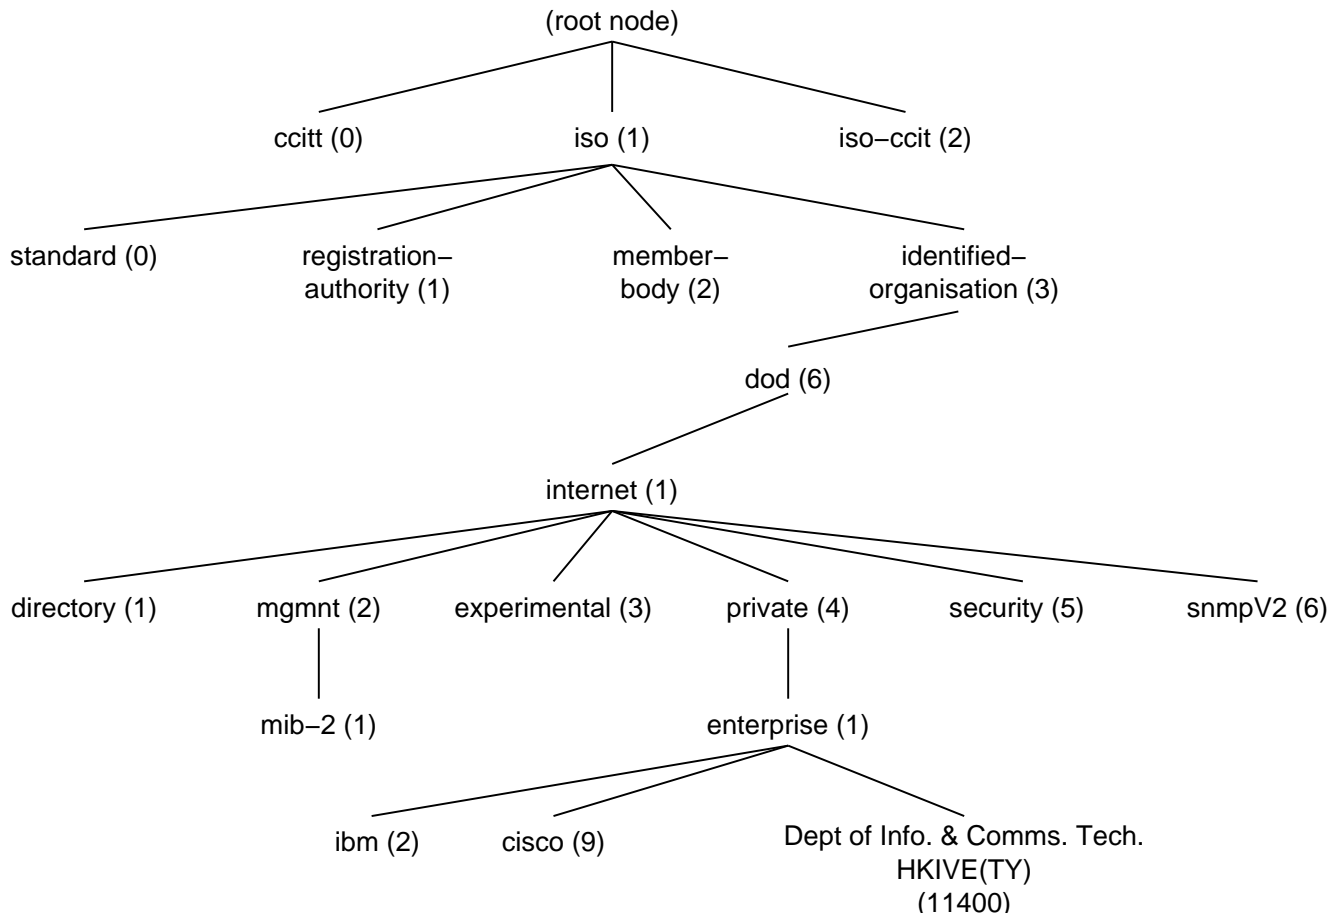 (root node)
ccitt (0) iso (1) iso−ccit (2)
standard (0) registration− member− identified−
authority (1) body (2) organisation (3)
dod (6)
internet (1)
directory (1) mgmnt (2) experimental (3) private (4) security (5) snmpV2 (6)
mib−2 (1) enterprise (1)
ibm (2) cisco (9) Dept of Info. & Comms. Tech.
HKIVE(TY)
(11400)